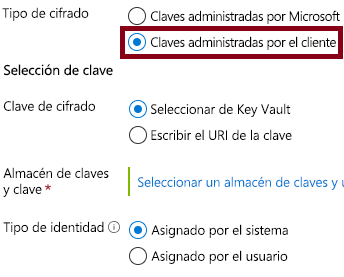 Tipo de cifrado
Claves administradas por Microsoft
Claves administradas por el cliente
Selección de clave
Clave de cifrado
Seleccionar de Key Vault
Escribir el URI de la clave
Almacén de claves
y clave *
Seleccionar un almacén de claves y
Tipo de identidad
Asignado por el sistema
Asignado por el usuario